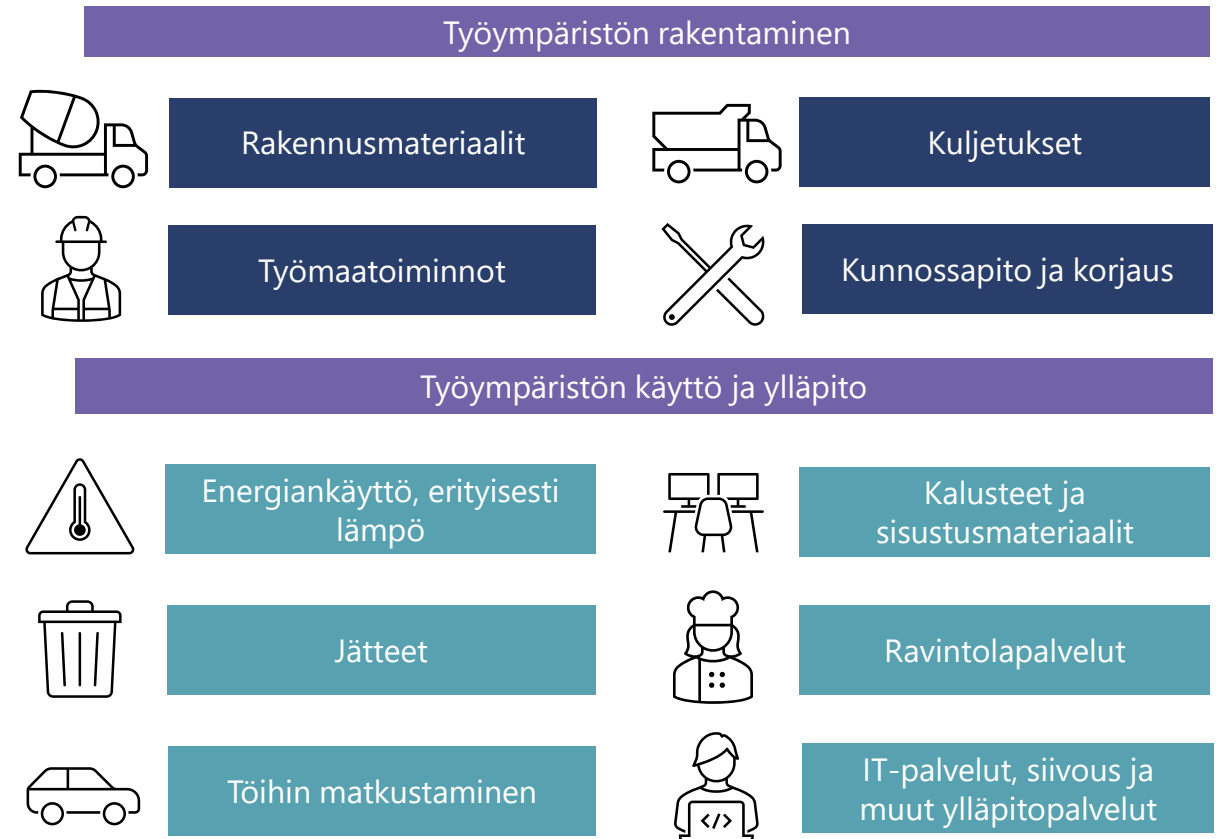 Työympäristön rakentaminen
Rakennusmateriaalit
Kuljetukset
Työmaatoiminnot
Kunnossapito ja korjaus
Työympäristön käyttö ja ylläpito
Energiankäyttö, erityisesti
lämpö
Kalusteet ja
sisustusmateriaalit
Jätteet
Ravintolapalvelut
Töihin matkustaminen
IT-palvelut, siivous ja
muut ylläpitopalvelut
</>